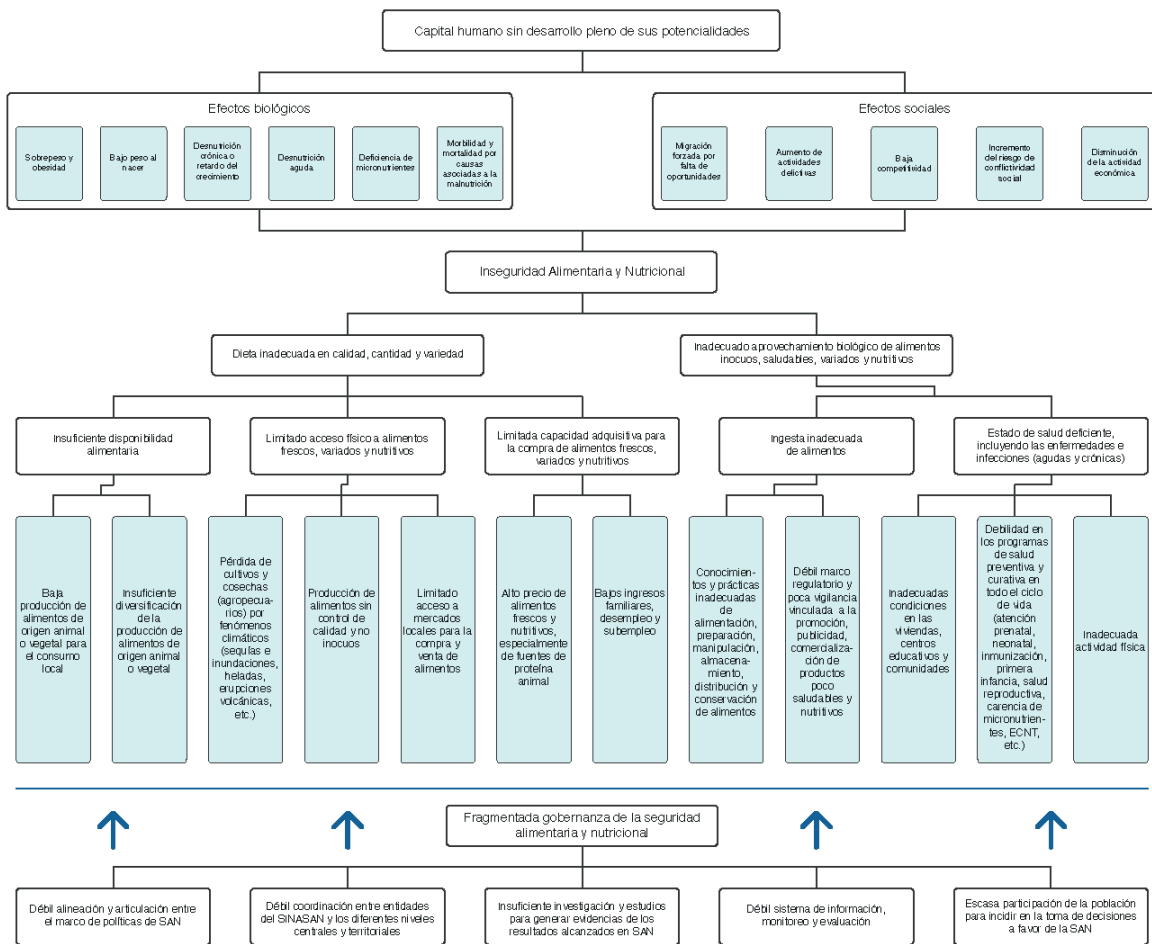 Capital humano sin desarrollo pleno de sus potencialidades
Efectos biológicos
Sobrepeso y
obesidad
Bajo peso al
nacer
Desnutrición
crónica o
retardo del
crecimiento
Desnutrición
aguda
Deficiencia de
micronutrientes
Morbilidad y
mortalidad por
causas
asociadas a la
malnutrición
Efectos sociales
Migración
forzada por
falta de
oportunidades
Aumento de
actividades
delictivas
Baja
competitividad
Incremento
del riesgo de
conflictividad
social
Disminución
de la actividad
económica
Inseguridad Alimentaria y Nutricional
Dieta inadecuada en calidad, cantidad y variedad
Inadecuado aprovechamiento biológico de alimentos
inocuos, saludables, variados y nutritivos
Insuficiente disponibilidad
alimentaria
Limitado acceso físico a alimentos
frescos, variados y nutritivos
Limitada capacidad adquisitiva para
la compra de alimentos frescos,
variados y nutritivos
Ingesta inadecuada
de alimentos
Estado de salud deficiente,
incluyendo las enfermedades e
infecciones (agudas y crónicas)
Baja
producción de
alimentos de
origen animal
o vegetal para
el consumo
local
Insuficiente
diversificación
de la
producción de
alimentos de
origen animal
o vegetal
Pérdida de
cultivos y
cosechas
(agropecua-
rios) por
fenómenos
climáticos
(sequías e
inundaciones,
heladas,
erupciones
volcánicas,
etc.)
Producción de
alimentos sin
control de
calidad y no
inocuos
Limitado
acceso a
mercados
locales para la
compra y
venta de
alimentos
Alto precio de
alimentos
frescos y
nutritivos,
especialmente
de fuentes de
proteína
animal
Bajos ingresos
familiares,
desempleo y
subempleo
Conocimien-
tos y prácticas
inadecuadas
de
alimentación,
preparación,
manipulación,
almacena-
miento,
distribución y
conservación
de alimentos
Débil marco
regulatorio y
poca vigilancia
vinculada a la
promoción,
publicidad,
comercializa-
ción de
productos
poco
saludables y
nutritivos
Inadecuadas
condiciones
en las
viviendas,
centros
educativos y
comunidades
Debilidad en
los programas
de salud
preventiva y
curativa en
todo el ciclo
de vida
(atención
prenatal,
neonatal,
inmunización,
primera
infancia, salud
reproductiva,
carencia de
micronutrien-
tes, ECNT,
etc.)
Inadecuada
actividad física
Fragmentada gobernanza de la seguridad
alimentaria y nutricional
Débil alineación y articulación entre
el marco de políticas de SAN
Débil coordinación entre entidades
del SINASAN y los diferentes niveles
centrales y territoriales
Insuficiente investigación y estudios
para generar evidencias de los
resultados alcanzados en SAN
Débil sistema de información,
monitoreo y evaluación
Escasa participación de la población
para incidir en la toma de decisiones
a favor de la SAN